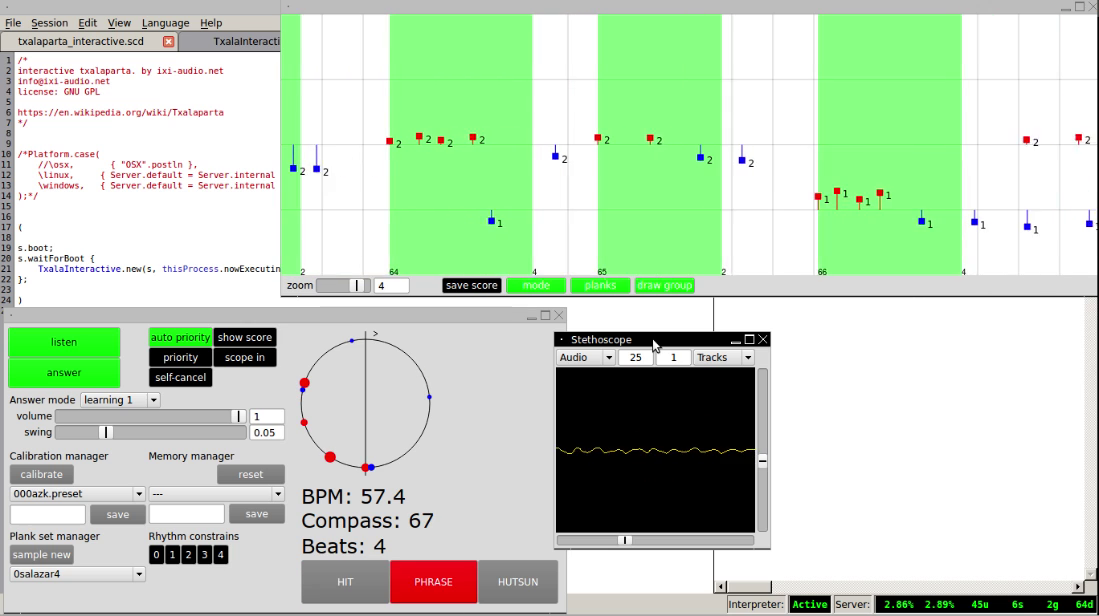 File Session Edit View Language Help
txalaparta_interactive.scd
TxalaInteracti
1 /*
2 interactive txalaparta. by ixi-audio.net
3 info@ixi-audio.net
4 license: GNU GPL
5
6 https://en.wikipedia.org/wiki/Txalaparta
7 */
8
9
10 /*Platform.case(
11 //\osx, { "OSX".postln },
12 \linux, { Server.default = Server.internal
13 \windows, { Server.default = Server.internal
14 );*/
15
16
17 (
18
19 s.boot;
20 s.waitForBoot {
21 TxalaInteractive.new(s, thisProcess.nowExecutin
22 };
23
24 )
2 2 2 2 2 2 2 2 2 2 2 2
2 2 1 1 1 1 1 1 1 1
2 64 4 65 2 66 4
zoom 4 save score mode planks draw group
listen
answer
auto priority show score
priority scope in
self-cancel
>
Answer mode learning 1
volume 1
swing 0.05
Calibration manager
calibrate
000azk.preset
save
Memory manager
reset
---
save
Plank set manager
sample new
0salazar4
Rhythm constrains
0 1 2 3 4
BPM: 57.4
Compass: 67
Beats: 4
HIT PHRASE HUTSUN
Stethoscope
Audio 25 1 Tracks
Interpreter: Active Server: 2.86% 2.89% 45u 6s 2g 64d